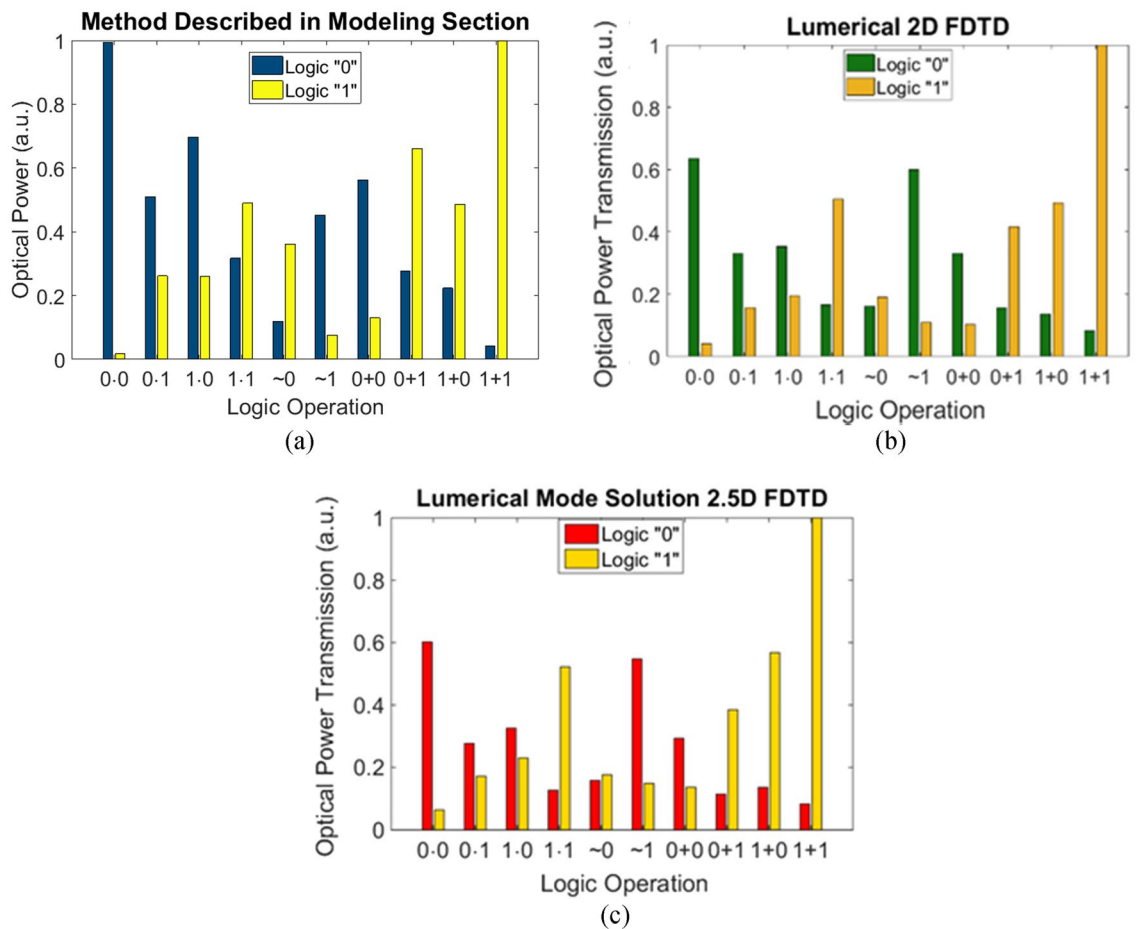 Method Described in Modeling Section
Optical Power (a.u.)
1
0.8
0.6
0.4
0.2
0
Logic "0"
Logic "1"
0·0 0·1 1·0 1·1 ~0 ~1 0+0 0+1 1+0 1+1
Logic Operation
(a)
Lumerical 2D FDTD
Optical Power Transmission (a.u.)
1
0.8
0.6
0.4
0.2
0
Logic "0"
Logic "1"
0·0 0·1 1·0 1·1 ~0 ~1 0+0 0+1 1+0 1+1
Logic Operation
(b)
Lumerical Mode Solution 2.5D FDTD
Optical Power Transmission (a.u.)
1
0.8
0.6
0.4
0.2
0
Logic "0"
Logic "1"
0·0 0·1 1·0 1·1 ~0 ~1 0+0 0+1 1+0 1+1
Logic Operation
(c)